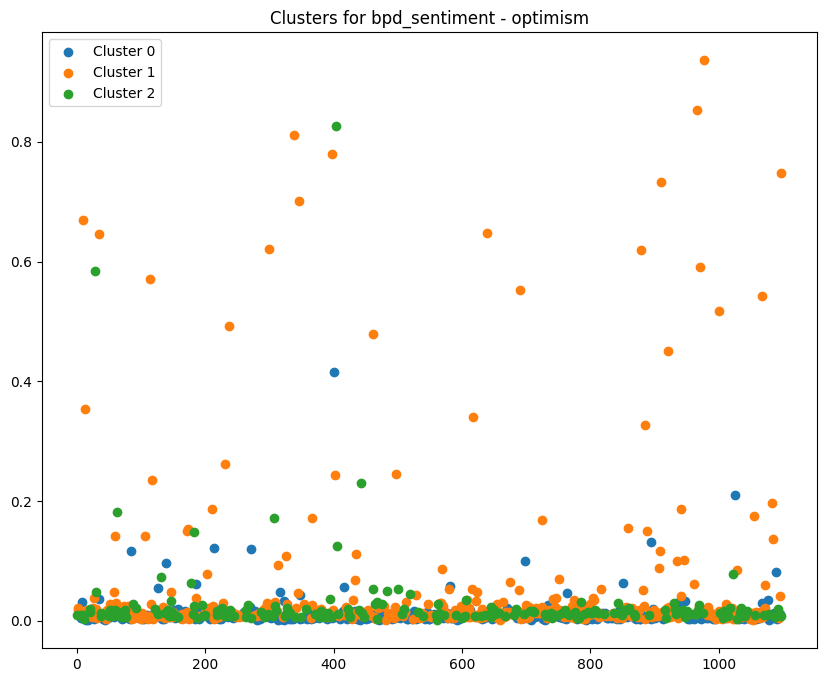 Clusters for bpd_sentiment - optimism
Cluster 0
Cluster 1
Cluster 2
0.8
0.6
0.4
0.2
0.0
0 200 400 600 800 1000